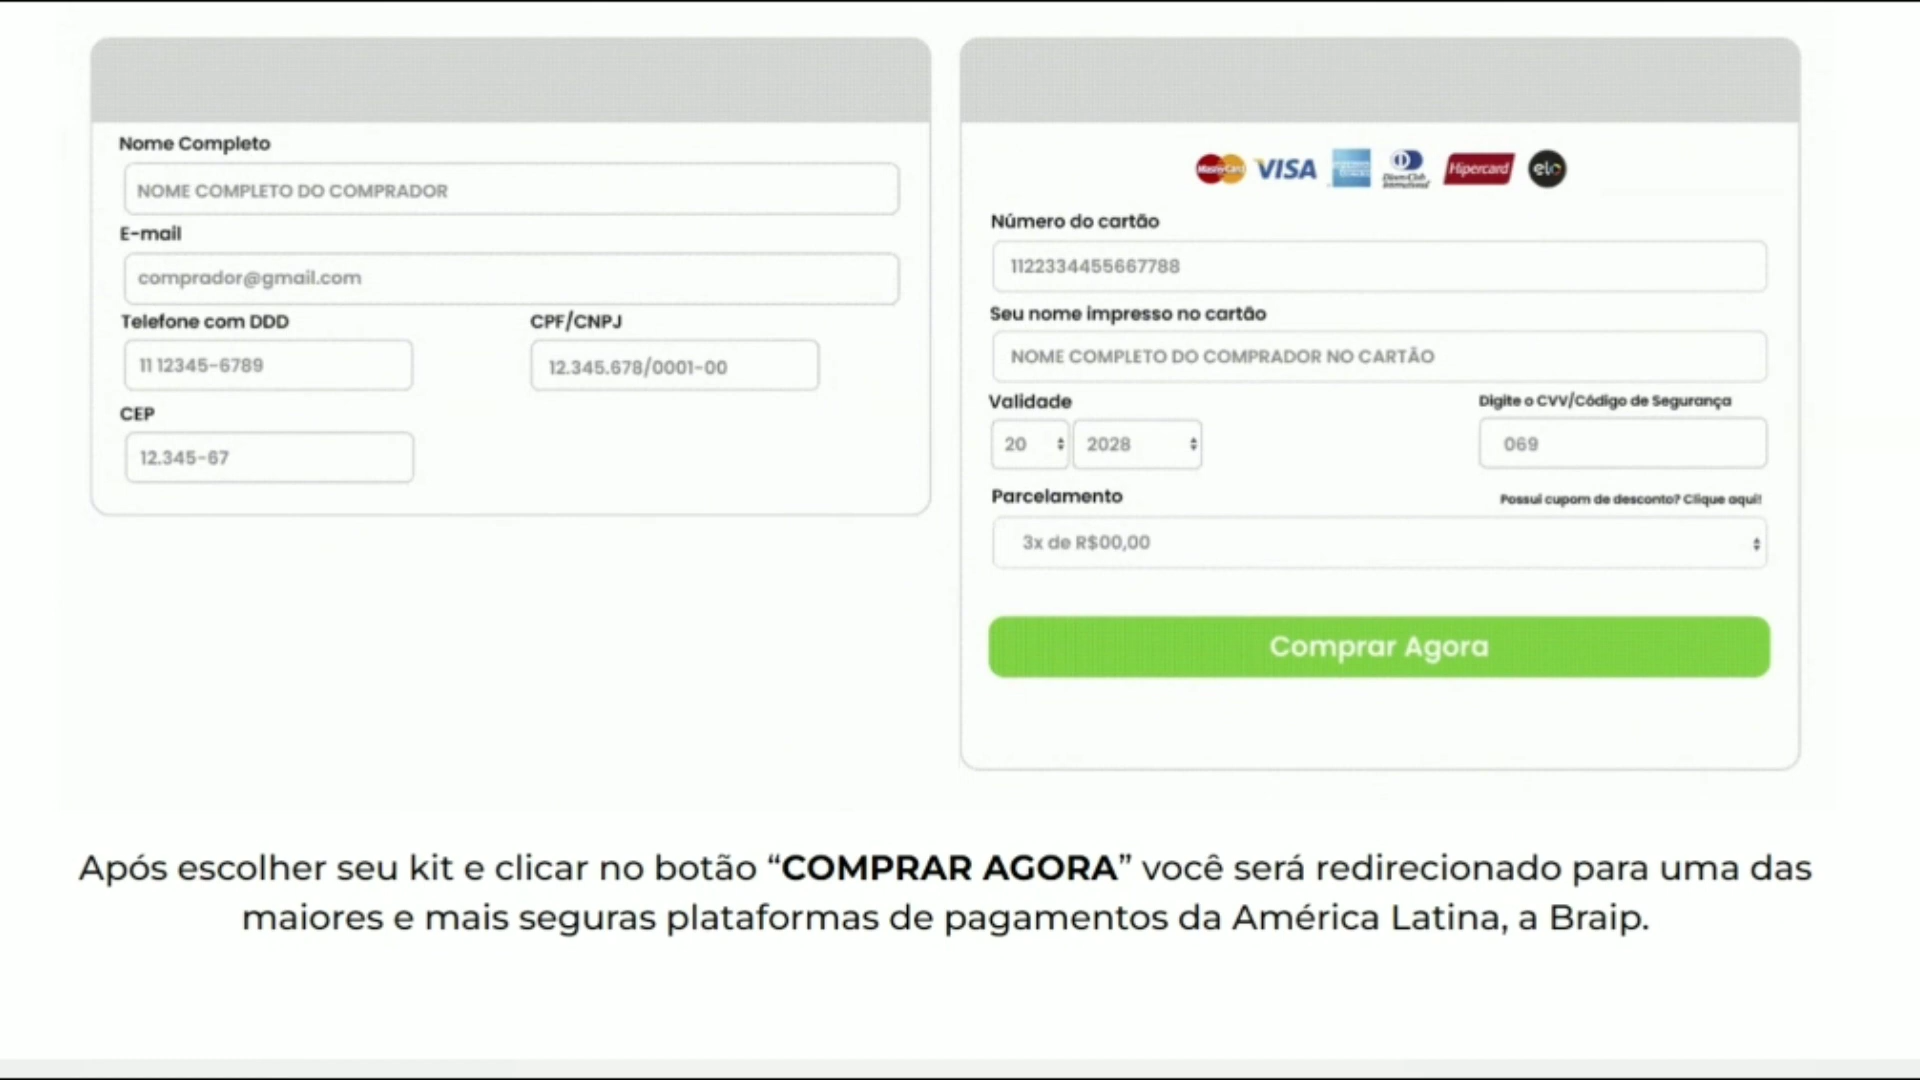 Nome Completo
NOME COMPLETO DO COMPRADOR
E-mail
comprador@gmail.com
Telefone com DDD
CPF/CNPJ
11 12345-6789
12.345.678/0001-00
CEP
12.345-67
MasterCard VISA Diners Club International Hipercard elo
Número do cartão
1122334455667788
Seu nome impresso no cartão
NOME COMPLETO DO COMPRADOR NO CARTÃO
Validade
Digite o CVV/Código de Segurança
20 2028
069
Parcelamento
Possui cupom de desconto? Clique aqui!
3x de R$00,00
Comprar Agora
Após escolher seu kit e clicar no botão “COMPRAR AGORA” você será redirecionado para uma das
maiores e mais seguras plataformas de pagamentos da América Latina, a Braip.